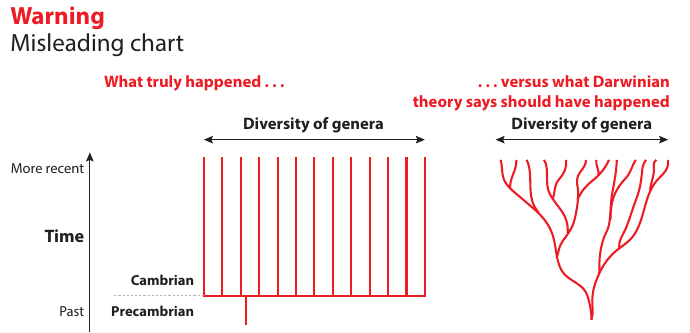 Warning
Misleading chart
What truly happened . . .
. . . versus what Darwinian
theory says should have happened
Diversity of genera
Diversity of genera
More recent
Time
Cambrian
Past
Precambrian